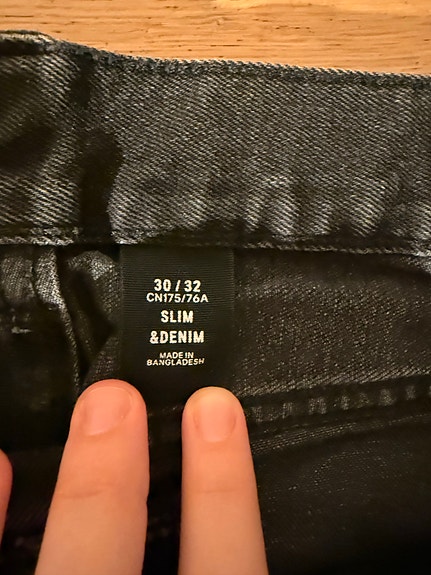 30 / 32
CN175/76A
SLIM
&DENIM
MADE IN
BANGLADESH